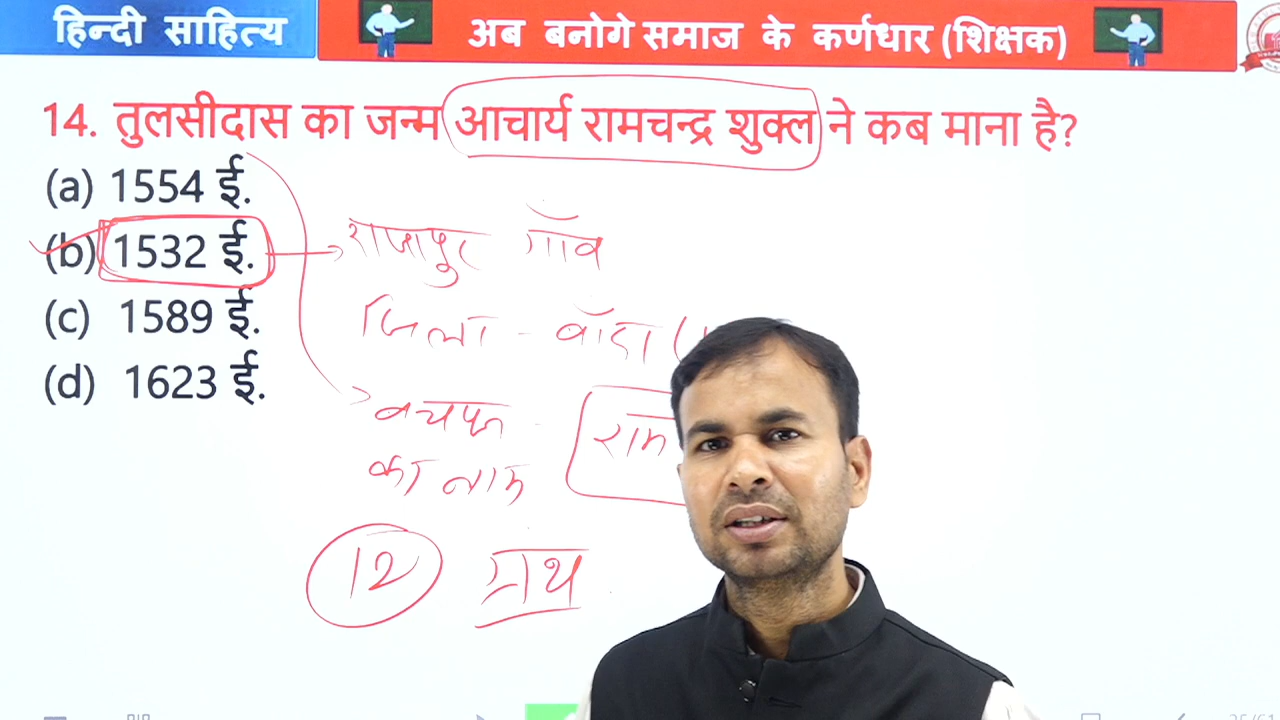 हिन्दी साहित्य
अब बनोगे समाज के कर्णधार (शिक्षक)
14. तुलसीदास का जन्म आचार्य रामचन्द्र शुक्ल ने कब माना है?
(a) 1554 ई.
(b) 1532 ई.
(c) 1589 ई.
(d) 1623 ई.
राजापुर गाँव
जिला - बाँदा (
बचपन -
का नाम
राम
12 ग्रंथ